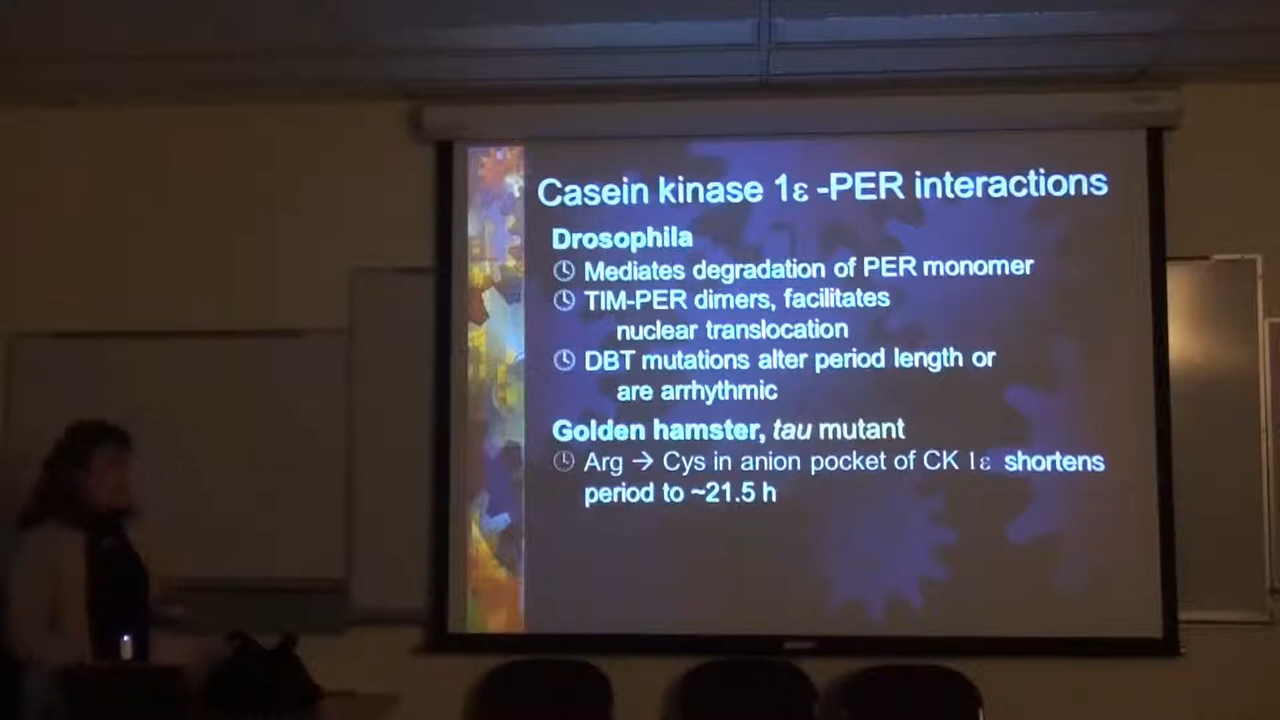 Casein kinase 1ε -PER interactions
Drosophila
Mediates degradation of PER monomer
TIM-PER dimers, facilitates
nuclear translocation
DBT mutations alter period length or
are arrhythmic
Golden hamster, tau mutant
Arg → Cys in anion pocket of CK 1ε shortens
period to ~21.5 h